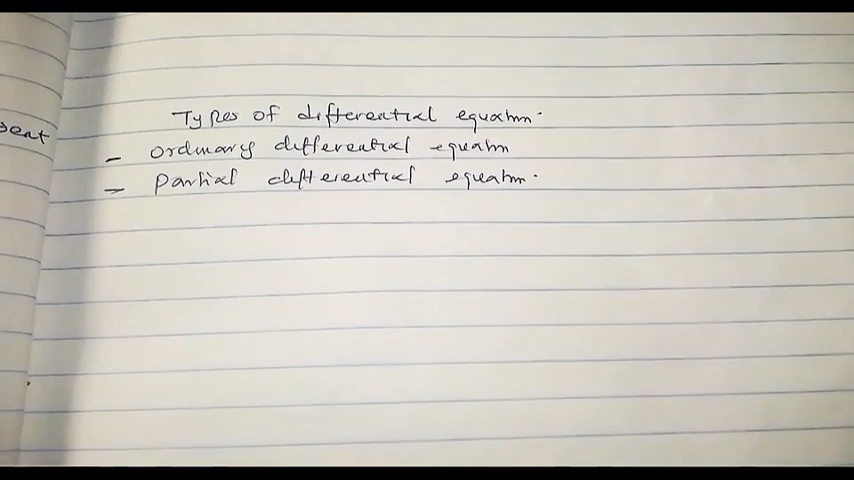 Types of differential equation.
- ordinary differential equation
- Partial differential equation.